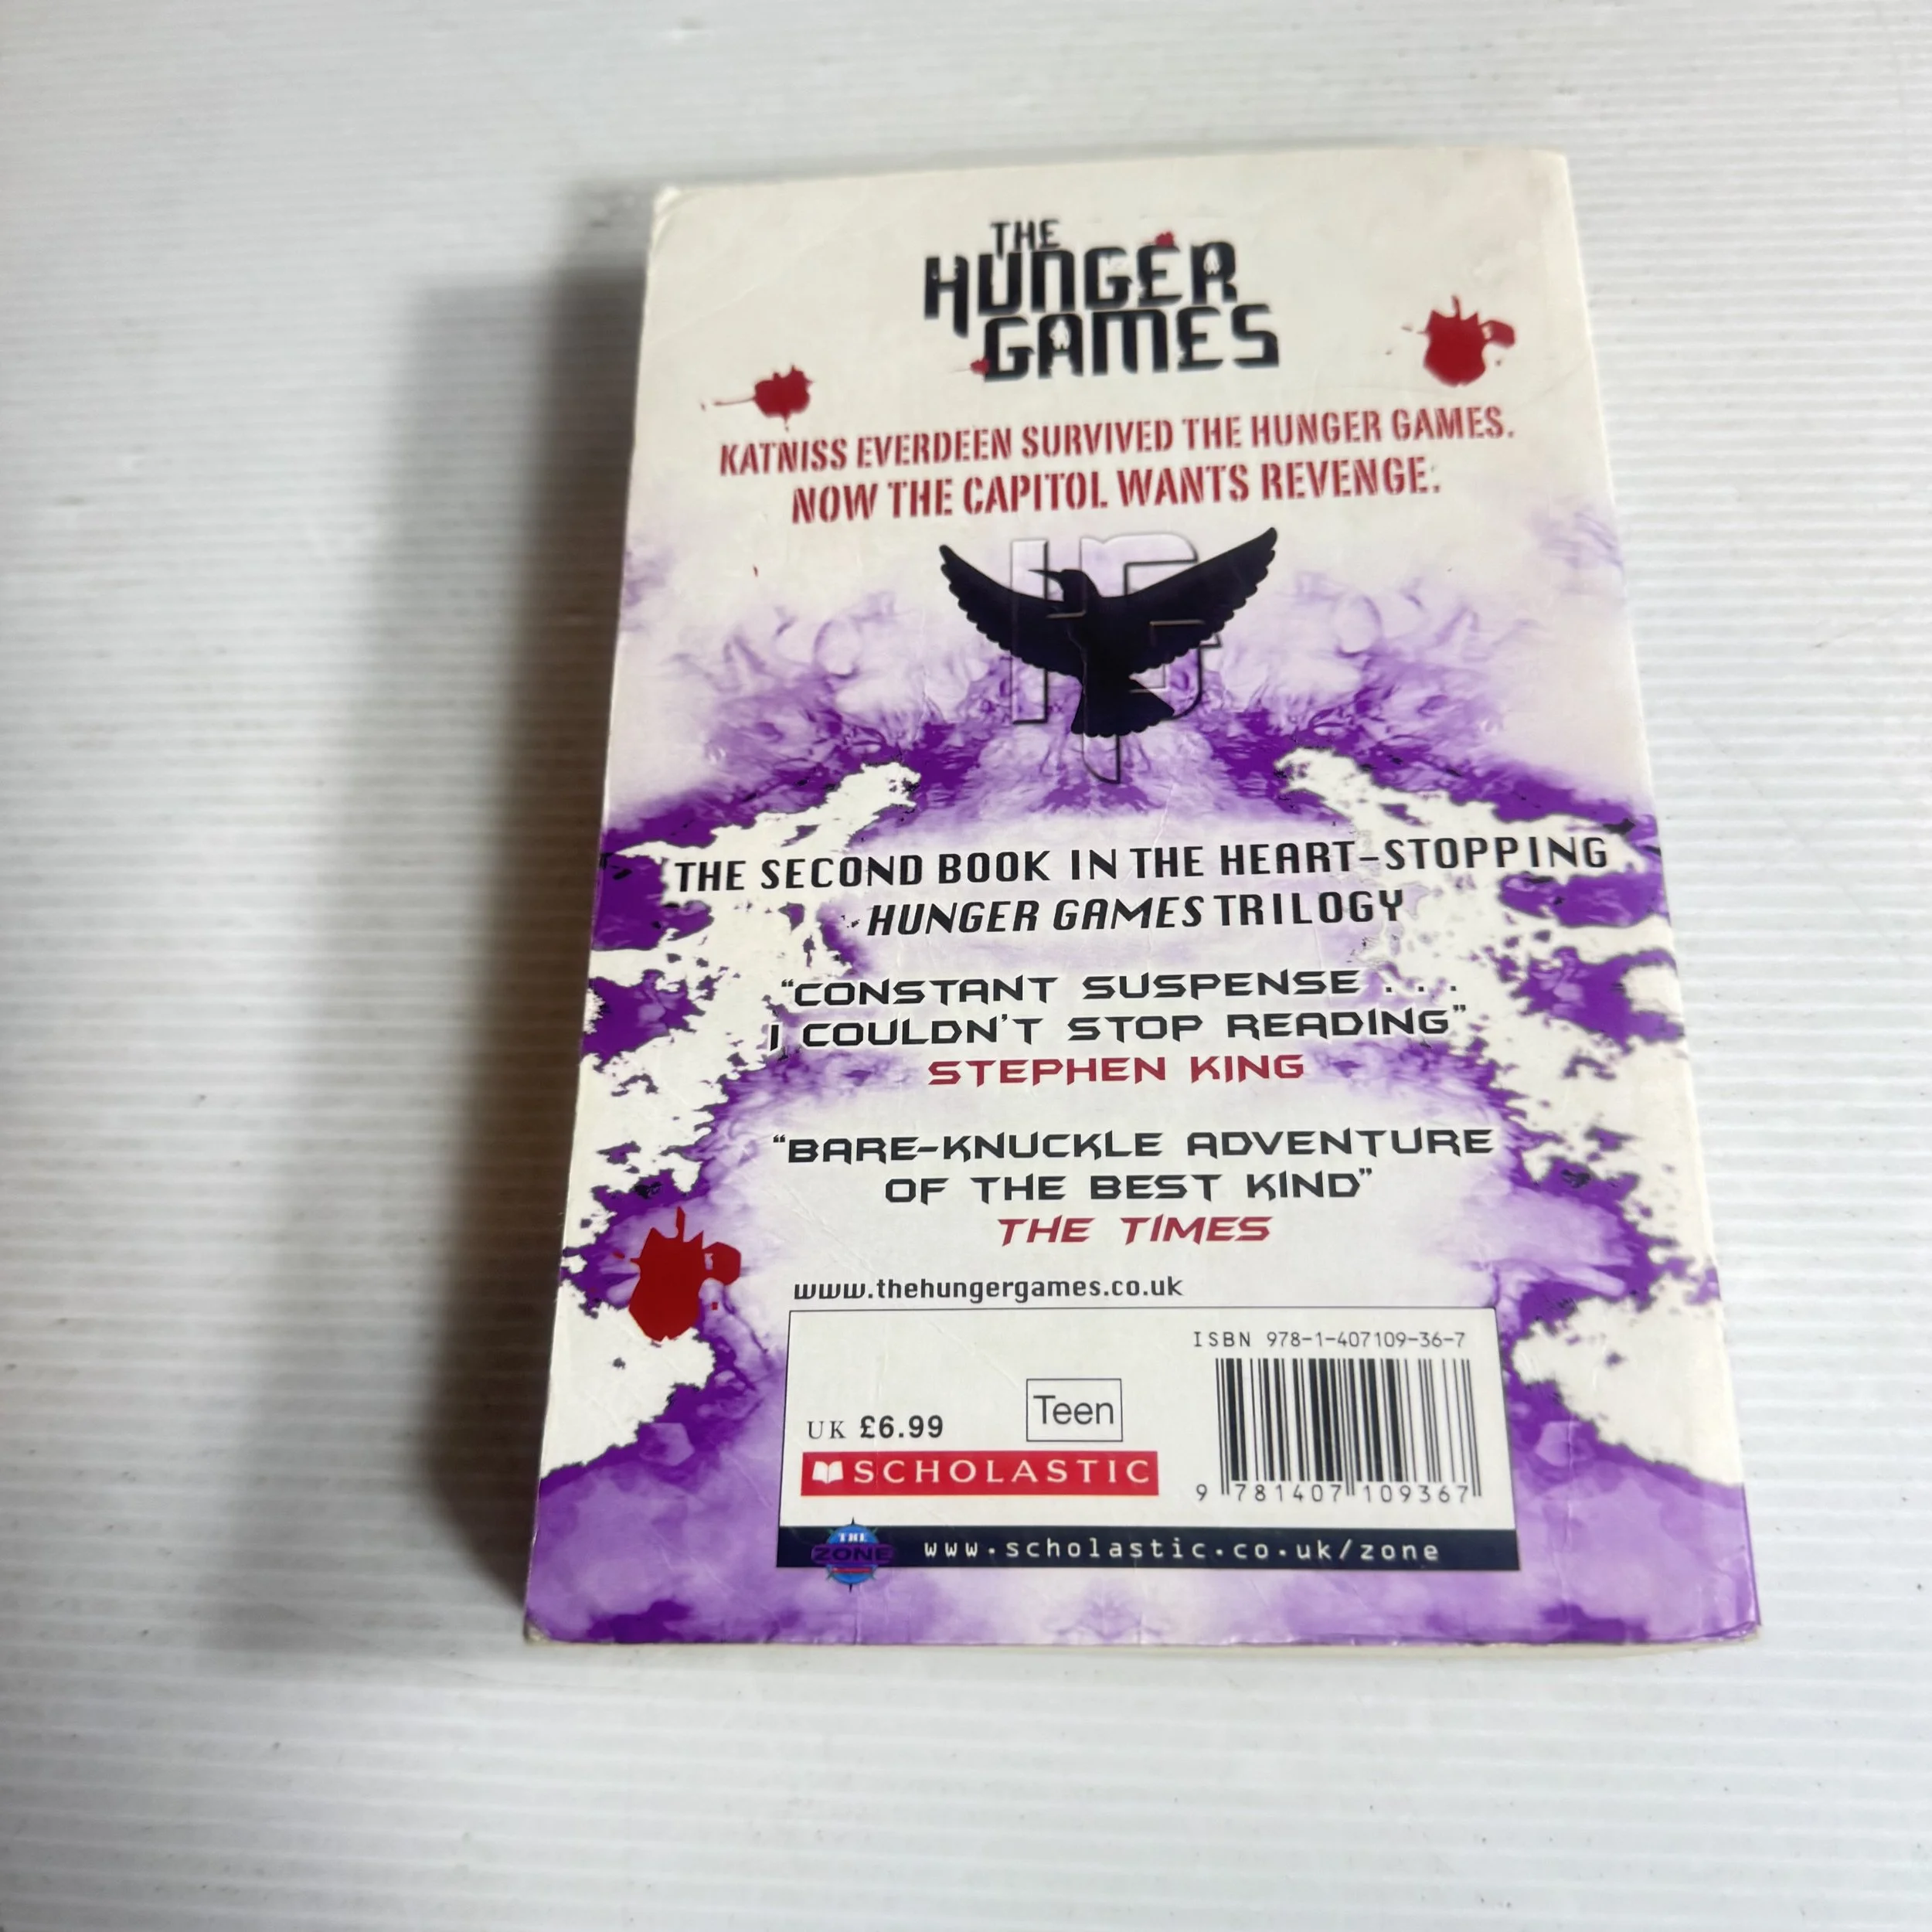 THE
HUNGER
GAMES
KATNISS EVERDEEN SURVIVED THE HUNGER GAMES.
NOW THE CAPITOL WANTS REVENGE.
HG
THE SECOND BOOK IN THE HEART-STOPPING
HUNGER GAMES TRILOGY
"CONSTANT SUSPENSE . . .
I COULDN'T STOP READING"
STEPHEN KING
"BARE-KNUCKLE ADVENTURE
OF THE BEST KIND"
THE TIMES
www.thehungergames.co.uk
ISBN 978-1-407109-36-7
Teen
UK £6.99
SCHOLASTIC
9 781407 109367
THE
ZONE
www.scholastic.co.uk/zone